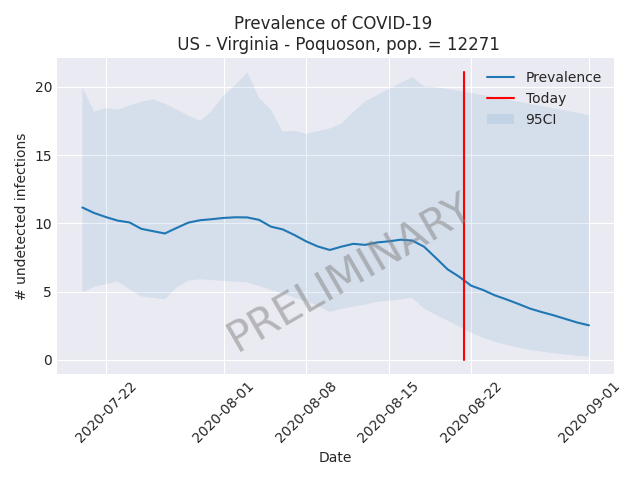 Prevalence of COVID-19
US - Virginia - Poquoson, pop. = 12271
Prevalence
Today
95CI
PRELIMINARY
# undetected infections
20
15
10
5
0
2020-07-22
2020-08-01
2020-08-08
2020-08-15
2020-08-22
2020-09-01
Date